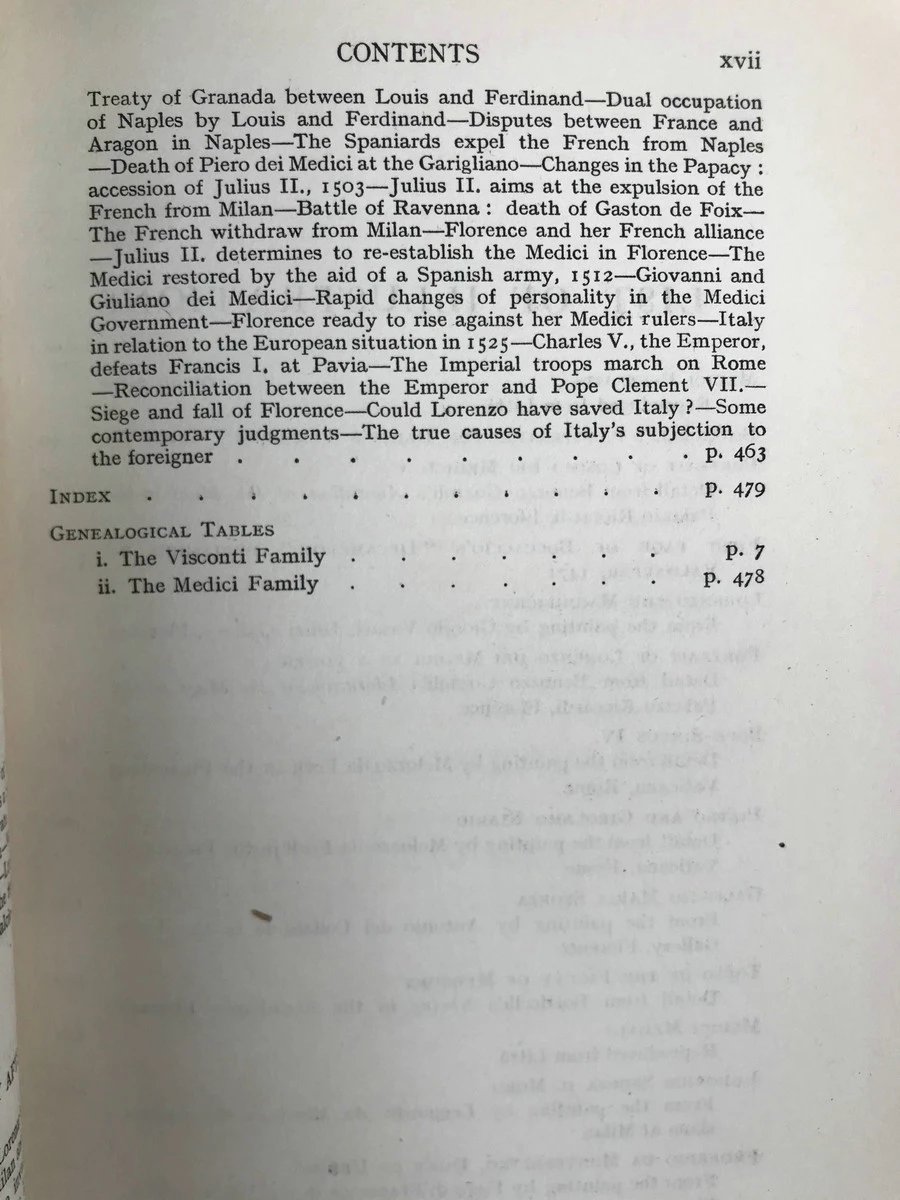 CONTENTS xvii
Treaty of Granada between Louis and Ferdinand—Dual occupation
of Naples by Louis and Ferdinand—Disputes between France and
Aragon in Naples—The Spaniards expel the French from Naples
—Death of Piero dei Medici at the Garigliano—Changes in the Papacy :
accession of Julius II., 1503—Julius II. aims at the expulsion of the
French from Milan—Battle of Ravenna : death of Gaston de Foix—
The French withdraw from Milan—Florence and her French alliance
—Julius II. determines to re-establish the Medici in Florence—The
Medici restored by the aid of a Spanish army, 1512—Giovanni and
Giuliano dei Medici—Rapid changes of personality in the Medici
Government—Florence ready to rise against her Medici rulers—Italy
in relation to the European situation in 1525—Charles V., the Emperor,
defeats Francis I. at Pavia—The Imperial troops march on Rome
—Reconciliation between the Emperor and Pope Clement VII.—
Siege and fall of Florence—Could Lorenzo have saved Italy ?—Some
contemporary judgments—The true causes of Italy's subjection to
the foreigner . . . . . . . . . p. 463
INDEX . . . . . . . . . . p. 479
GENEALOGICAL TABLES
i. The Visconti Family . . . . . . p. 7
ii. The Medici Family . . . . . . p. 478